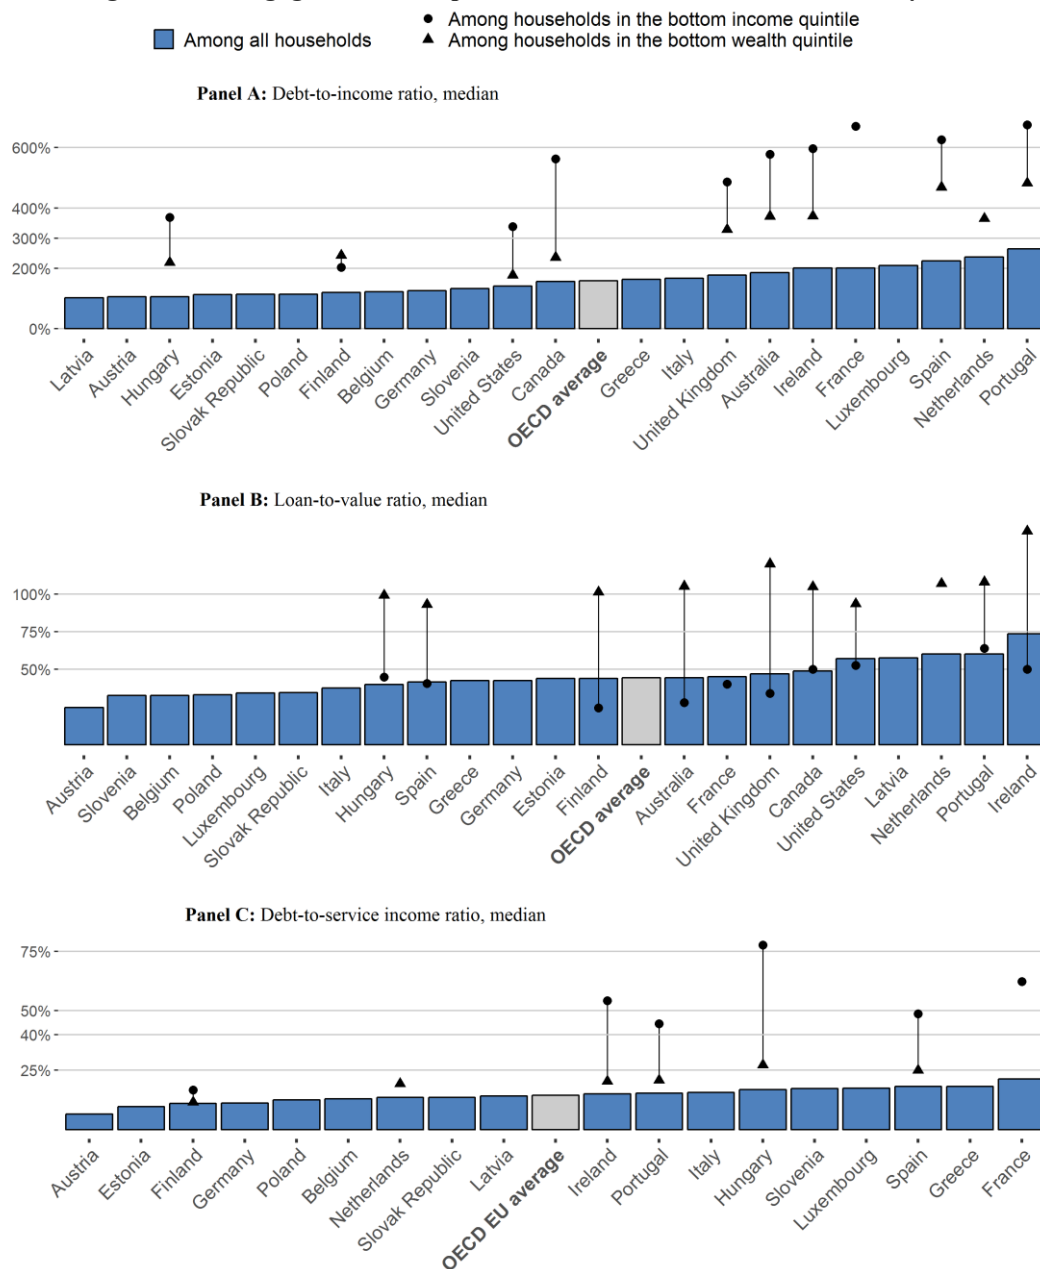 Among households in the bottom income quintile
Among all households
Among households in the bottom wealth quintile
Panel A: Debt-to-income ratio, median
600%
400%
300%
200%
0%
Latvia
Austria
Hungary
Estonia
Slovak Republic
Poland
Finland
Belgium
Germany
Slovenia
United States
Canada
OECD average
Greece
Italy
United Kingdom
Australia
Ireland
France
Luxembourg
Spain
Netherlands
Portugal
Panel B: Loan-to-value ratio, median
100%
75%
50%
Austria
Slovenia
Belgium
Poland
Luxembourg
Slovak Republic
Italy
Hungary
Spain
Greece
Germany
Estonia
Finland
OECD average
Australia
France
United Kingdom
Canada
United States
Latvia
Netherlands
Portugal
Ireland
Panel C: Debt-to-service income ratio, median
75%
50%
40%
25%
Austria
Estonia
Finland
Germany
Poland
Belgium
Netherlands
Slovak Republic
Latvia
OECD EU average
Ireland
Portugal
Italy
Hungary
Slovenia
Luxembourg
Spain
Greece
France